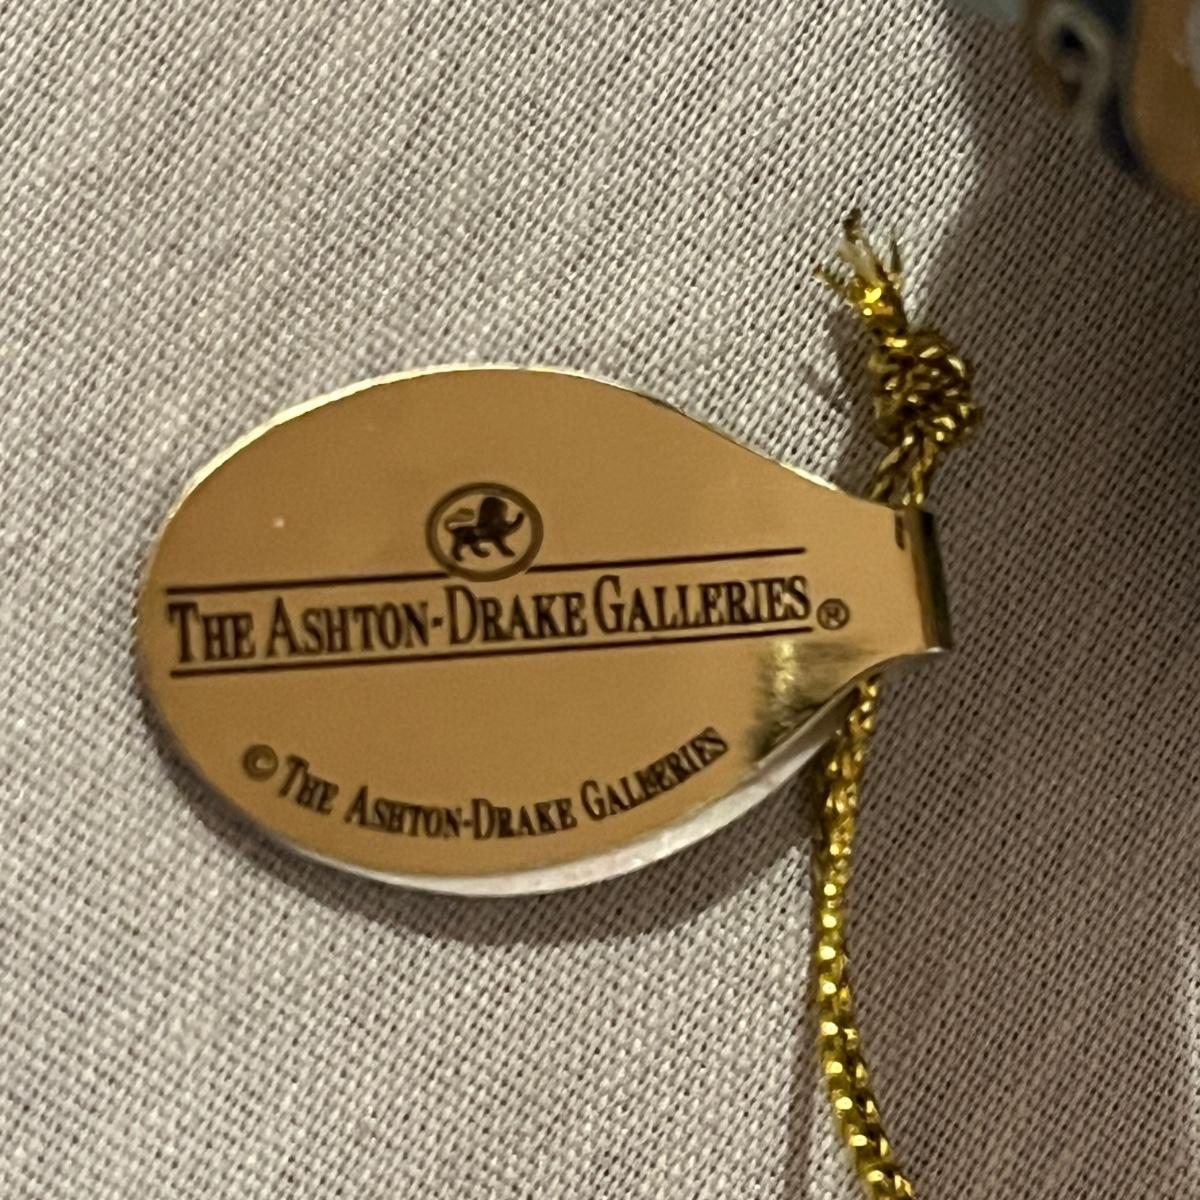 THE ASHTON-DRAKE GALLERIES®
© THE ASHTON-DRAKE GALLERIES